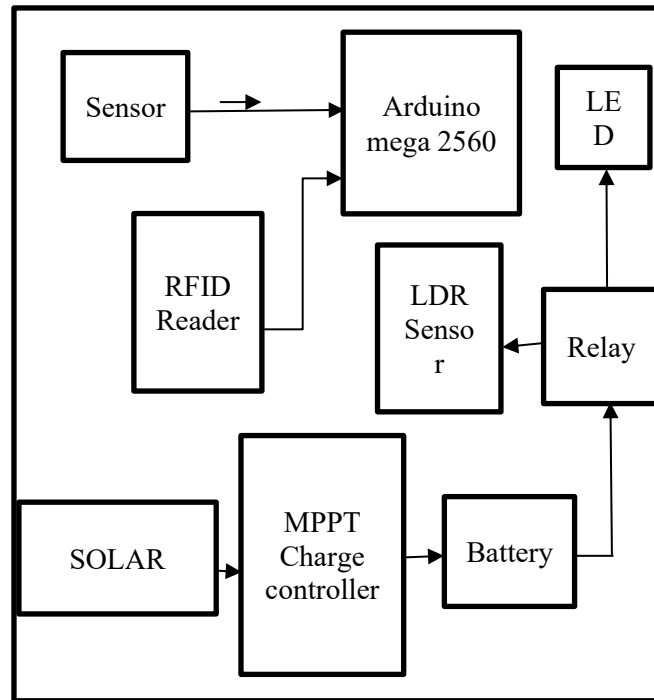 Sensor
Arduino
mega 2560
LE
D
RFID
Reader
LDR
Senso
r
Relay
SOLAR
MPPT
Charge
controller
Battery